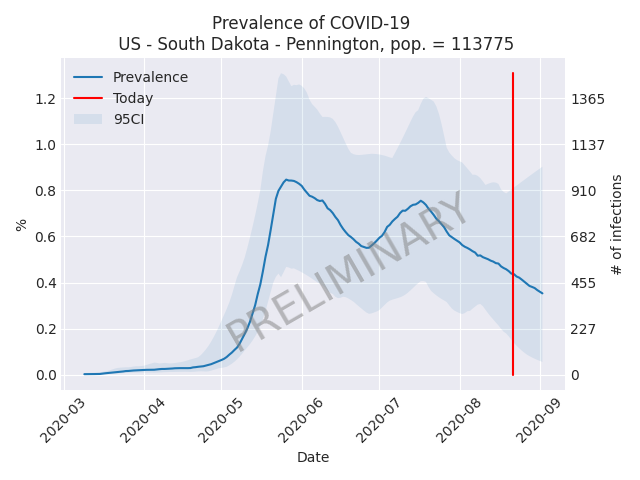 Prevalence of COVID-19
US - South Dakota - Pennington, pop. = 113775
Prevalence
Today
95CI
PRELIMINARY
%
1.2
1.0
0.8
0.6
0.4
0.2
0.0
1365
1137
910
682
455
227
0
# of infections
2020-03
2020-04
2020-05
2020-06
2020-07
2020-08
2020-09
Date